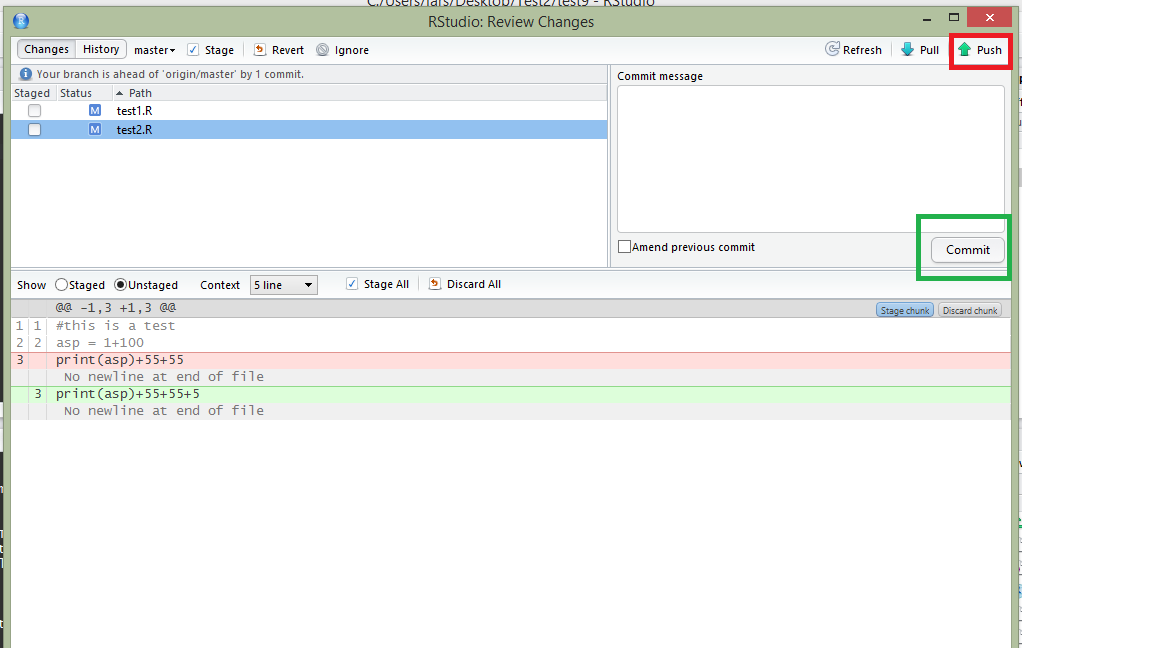 C:/Users/lars/Desktop/Test2/test9 - RStudio
RStudio: Review Changes
Changes History master Stage Revert Ignore Refresh Pull Push
Your branch is ahead of 'origin/master' by 1 commit.
Commit message
Staged Status Path
M test1.R
M test2.R
Amend previous commit
Commit
Show Staged Unstaged Context 5 line Stage All Discard All
@@ -1,3 +1,3 @@ Stage chunk Discard chunk
1 1 #this is a test
2 2 asp = 1+100
3 print(asp)+55+55
No newline at end of file
3 print(asp)+55+55+5
No newline at end of file